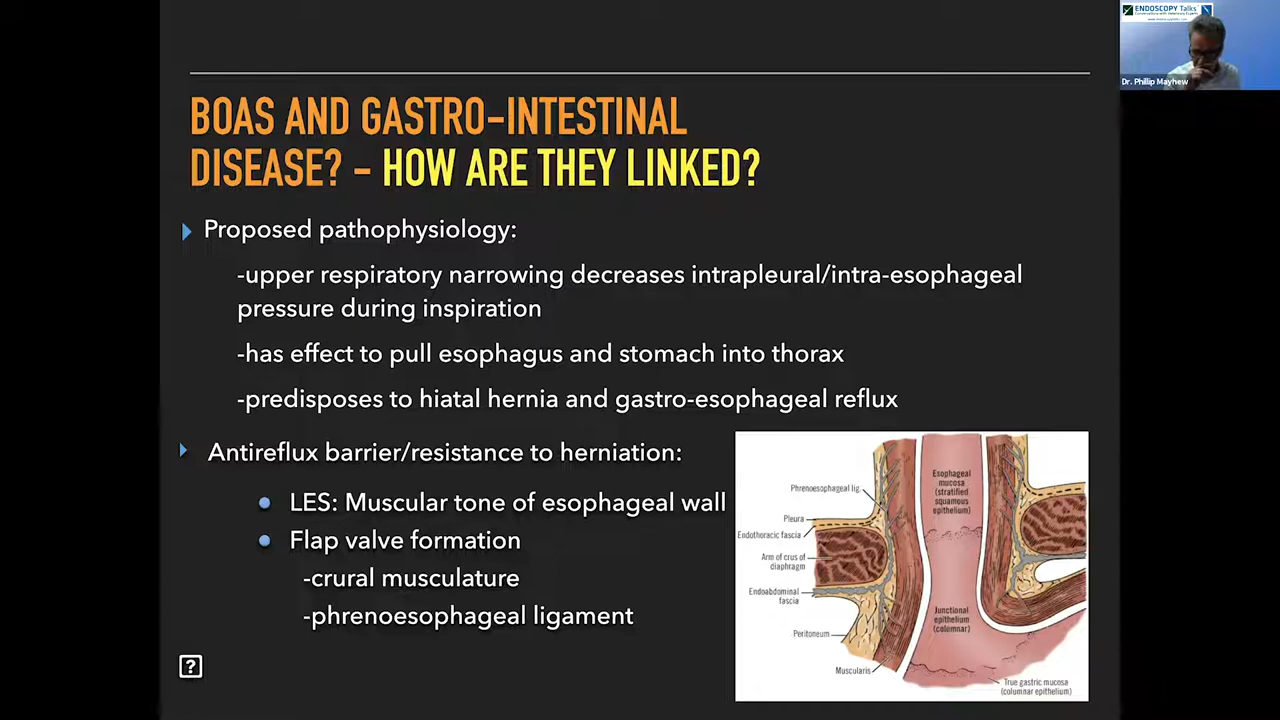 ENDOSCOPY Talks
Dr. Phillip Mayhew
BOAS AND GASTRO-INTESTINAL
DISEASE? - HOW ARE THEY LINKED?
Proposed pathophysiology:
-upper respiratory narrowing decreases intrapleural/intra-esophageal
pressure during inspiration
-has effect to pull esophagus and stomach into thorax
-predisposes to hiatal hernia and gastro-esophageal reflux
Antireflux barrier/resistance to herniation:
LES: Muscular tone of esophageal wall
Flap valve formation
-crural musculature
-phrenoesophageal ligament
?
Phrenoesophageal lig.
Pleura
Endothoracic fascia
Arm of crus of
diaphragm
Endoabdominal
fascia
Peritoneum
Muscularis
Esophageal
mucosa
(stratified
squamous
epithelium)
Junctional
epithelium
(columnar)
True gastric mucosa
(columnar epithelium)